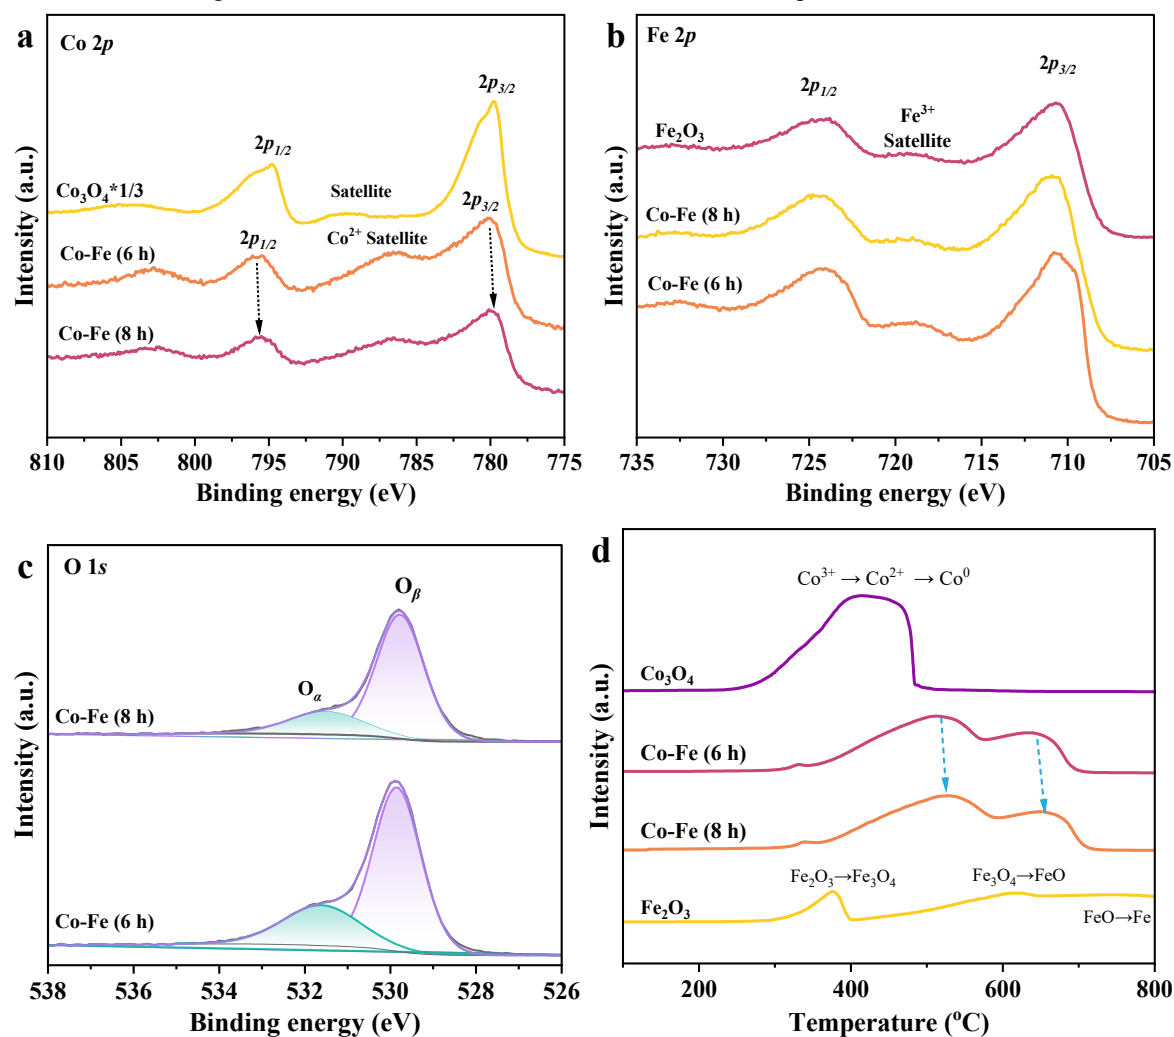 a
Co 2p
2p3/2
2p1/2
Co3O4*1/3
Satellite
2p3/2
2p1/2
Co2+ Satellite
Co-Fe (6 h)
Co-Fe (8 h)
Intensity (a.u.)
810 805 800 795 790 785 780 775
Binding energy (eV)
b
Fe 2p
2p3/2
2p1/2
Fe3+
Satellite
Fe2O3
Co-Fe (8 h)
Co-Fe (6 h)
Intensity (a.u.)
735 730 725 720 715 710 705
Binding energy (eV)
c
O 1s
Oβ
Oα
Co-Fe (8 h)
Co-Fe (6 h)
Intensity (a.u.)
538 536 534 532 530 528 526
Binding energy (eV)
d
Co3+ → Co2+ → Co0
Co3O4
Co-Fe (6 h)
Co-Fe (8 h)
Fe2O3→Fe3O4
Fe3O4→FeO
Fe2O3
FeO→Fe
Intensity (a.u.)
200 400 600 800
Temperature (oC)